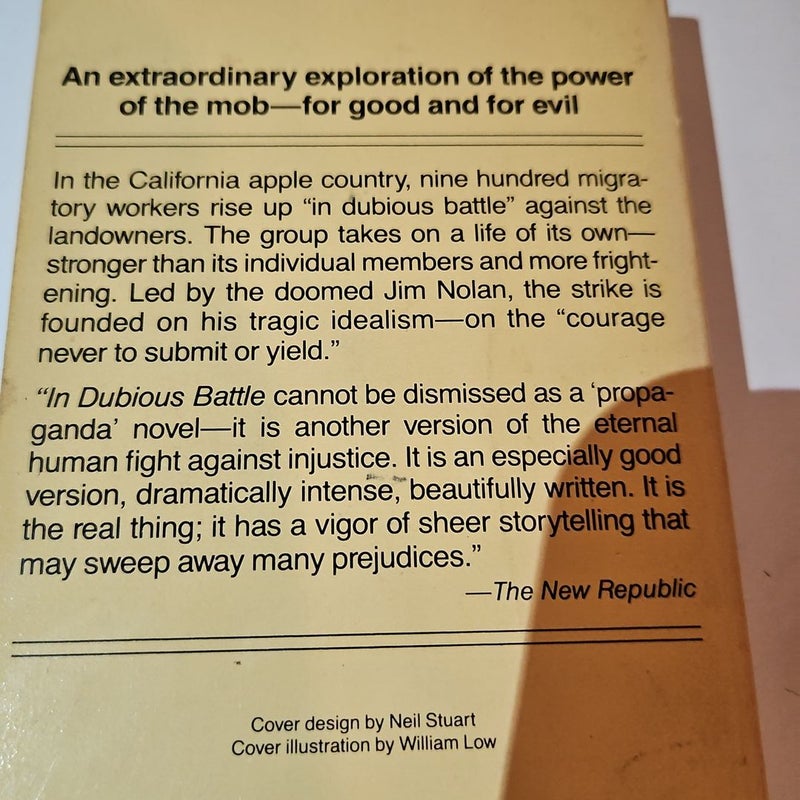 An extraordinary exploration of the power
of the mob—for good and for evil
In the California apple country, nine hundred migra-
tory workers rise up “in dubious battle” against the
landowners. The group takes on a life of its own—
stronger than its individual members and more fright-
ening. Led by the doomed Jim Nolan, the strike is
founded on his tragic idealism—on the “courage
never to submit or yield.”
“In Dubious Battle cannot be dismissed as a ‘propa-
ganda’ novel—it is another version of the eternal
human fight against injustice. It is an especially good
version, dramatically intense, beautifully written. It is
the real thing; it has a vigor of sheer storytelling that
may sweep away many prejudices.”
—The New Republic
Cover design by Neil Stuart
Cover illustration by William Low